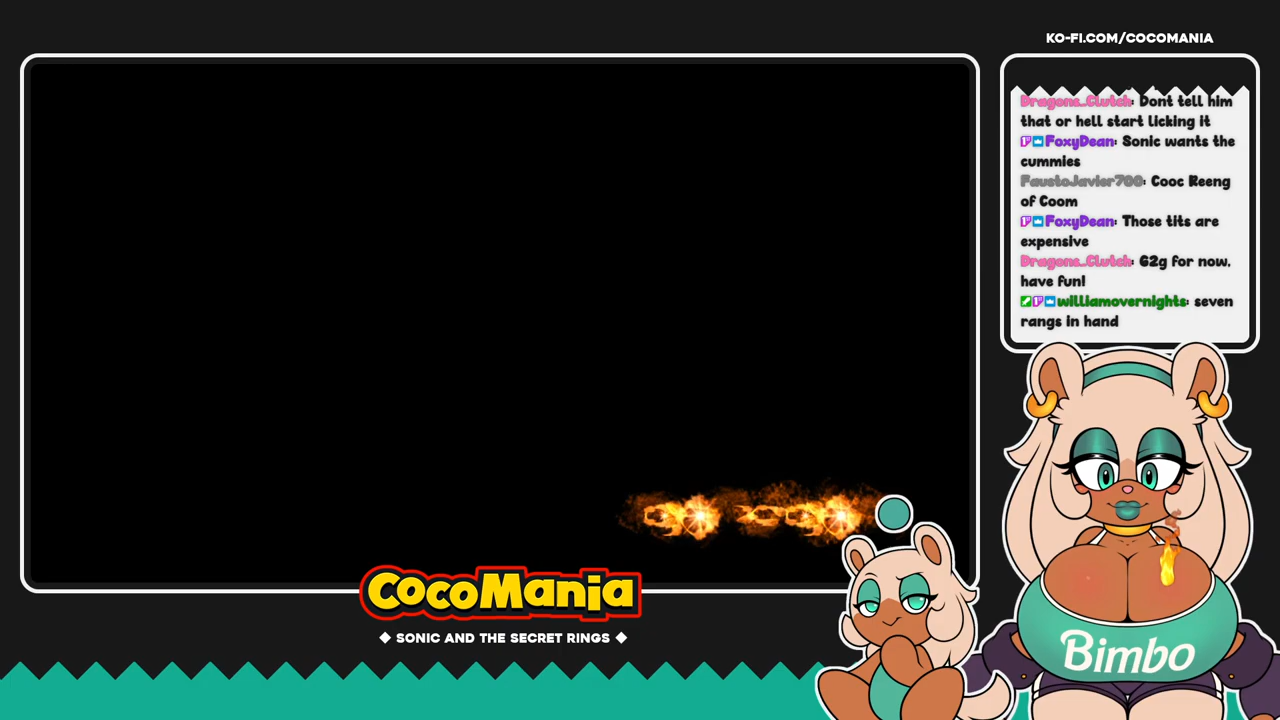 KO-FI.COM/COCOMANIA
Dragons_Clutch: Dont tell him
that or hell start licking it
FoxyDean: Sonic wants the
cummies
FaustoJavier700: Cooc Reeng
of Coom
FoxyDean: Those tits are
expensive
Dragons_Clutch: 62g for now,
have fun!
williamovernights: seven
rangs in hand
CocoMania
◆ SONIC AND THE SECRET RINGS ◆
Bimbo